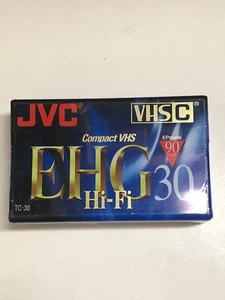 JVC VHS C
Compact VHS
EP mode
90
EHG 30
Hi-Fi
TC-30